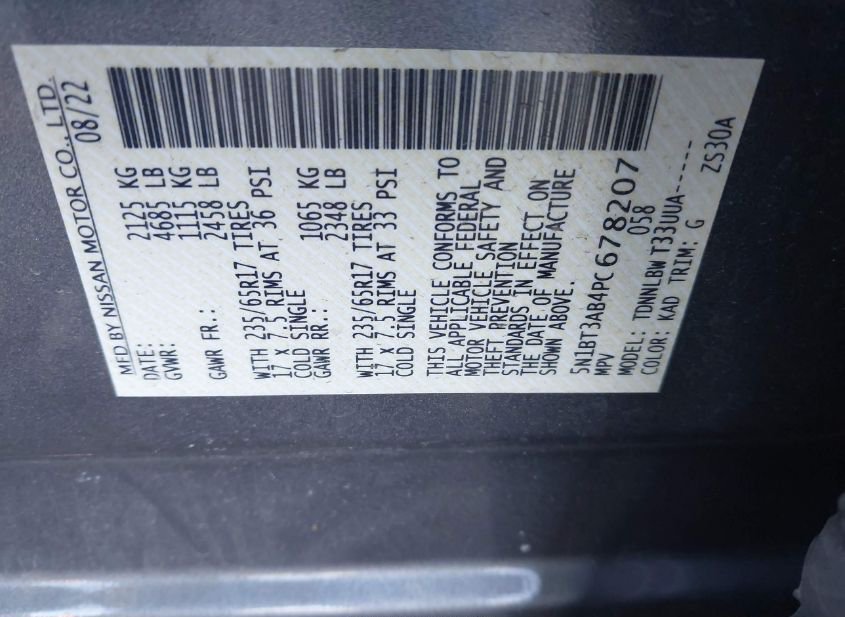 MFD BY NISSAN MOTOR CO., LTD.
DATE: 08/22
GVWR: 2125 KG
4685 LB
1115 KG
GAWR FR.: 2458 LB
WITH 235/65R17 TIRES
17 X 7.5 RIMS AT 36 PSI
COLD SINGLE
GAWR RR.: 1065 KG
2348 LB
WITH 235/65R17 TIRES
17 X 7.5 RIMS AT 33 PSI
COLD SINGLE
THIS VEHICLE CONFORMS TO
ALL APPLICABLE FEDERAL
MOTOR VEHICLE SAFETY AND
THEFT PREVENTION
STANDARDS IN EFFECT ON
THE DATE OF MANUFACTURE
SHOWN ABOVE.
5N1BT3AB4PC678207
MPV 058
MODEL: TDWNLBW T33UUA------
COLOR: KAD TRIM: G
ZS30A